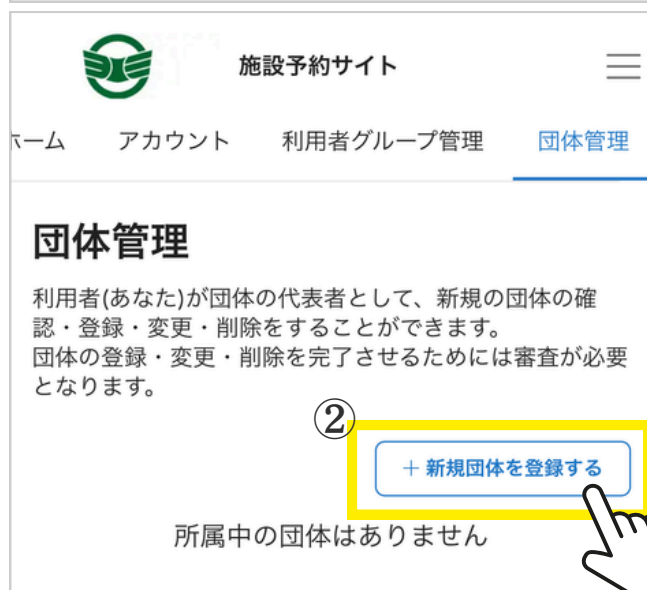 施設予約サイト
ホーム アカウント 利用者グループ管理 団体管理
団体管理
利用者(あなた)が団体の代表者として、新規の団体の確
認・登録・変更・削除をすることができます。
団体の登録・変更・削除を完了させるためには審査が必要
となります。
②
＋新規団体を登録する
所属中の団体はありません